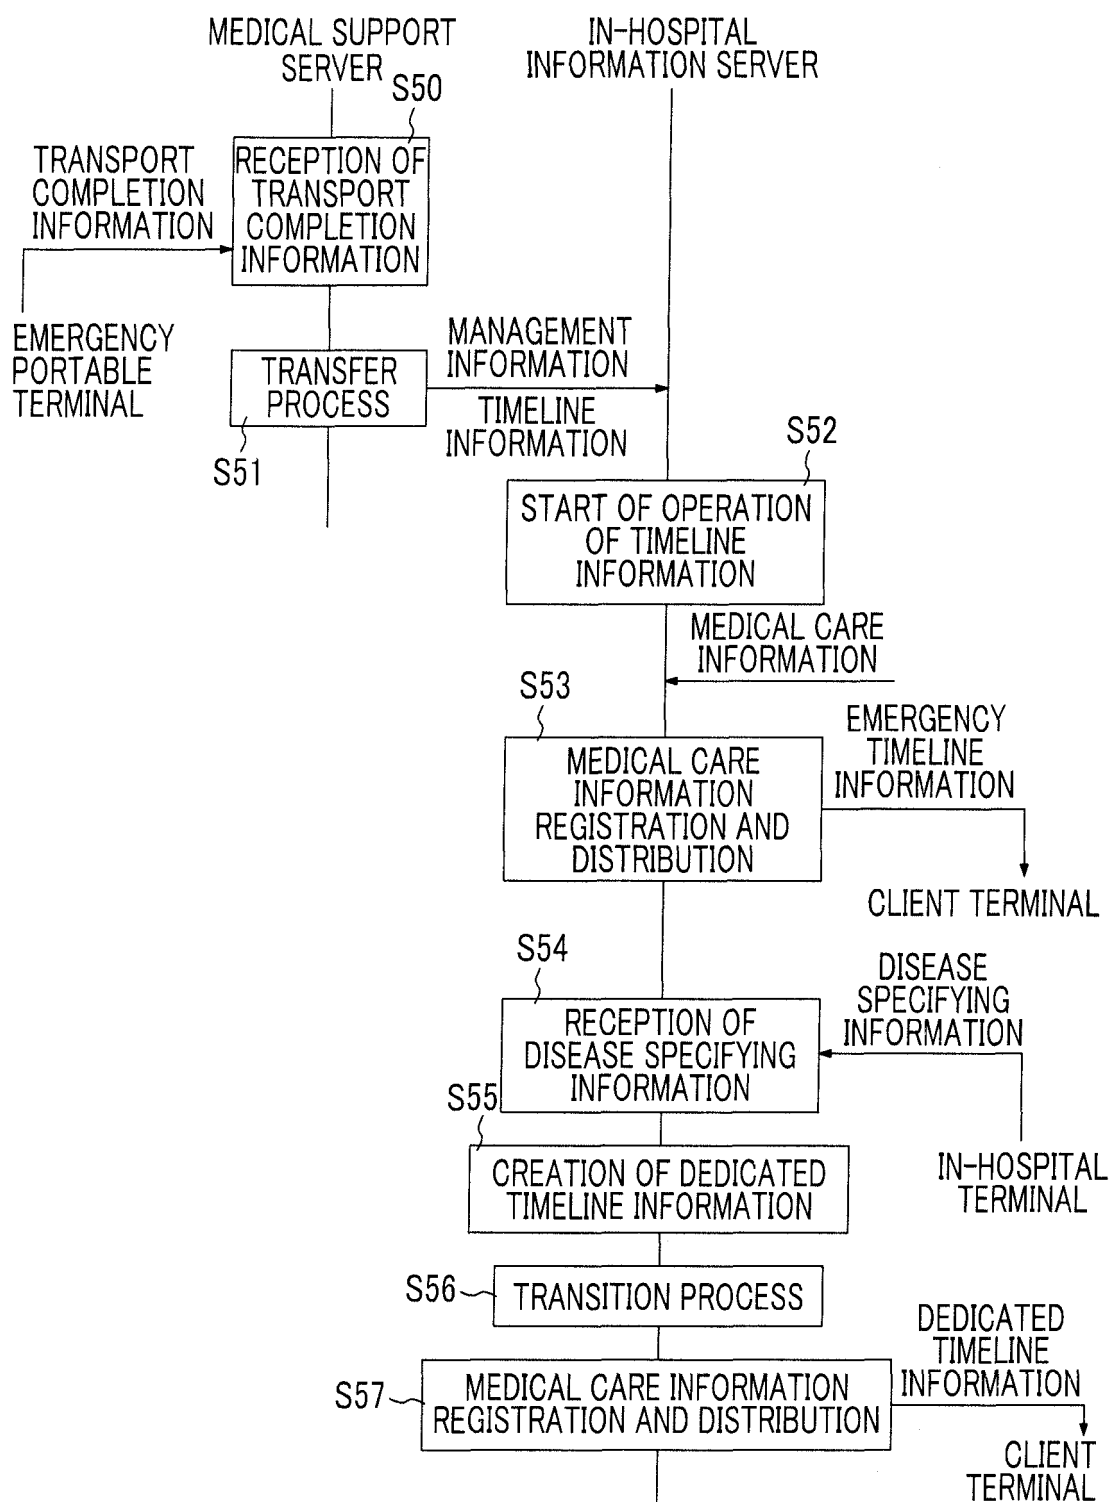 MEDICAL SUPPORT
SERVER
IN-HOSPITAL
INFORMATION SERVER
S50
TRANSPORT
COMPLETION
INFORMATION
RECEPTION OF
TRANSPORT
COMPLETION
INFORMATION
EMERGENCY
PORTABLE
TERMINAL
MANAGEMENT
INFORMATION
TRANSFER
PROCESS
TIMELINE
INFORMATION
S51
S52
START OF OPERATION
OF TIMELINE
INFORMATION
MEDICAL CARE
INFORMATION
S53
MEDICAL CARE
INFORMATION
REGISTRATION AND
DISTRIBUTION
EMERGENCY
TIMELINE
INFORMATION
CLIENT TERMINAL
S54
DISEASE
SPECIFYING
INFORMATION
RECEPTION OF
DISEASE SPECIFYING
INFORMATION
S55
IN-HOSPITAL
TERMINAL
CREATION OF DEDICATED
TIMELINE INFORMATION
S56
TRANSITION PROCESS
DEDICATED
TIMELINE
INFORMATION
S57
MEDICAL CARE INFORMATION
REGISTRATION AND DISTRIBUTION
CLIENT
TERMINAL